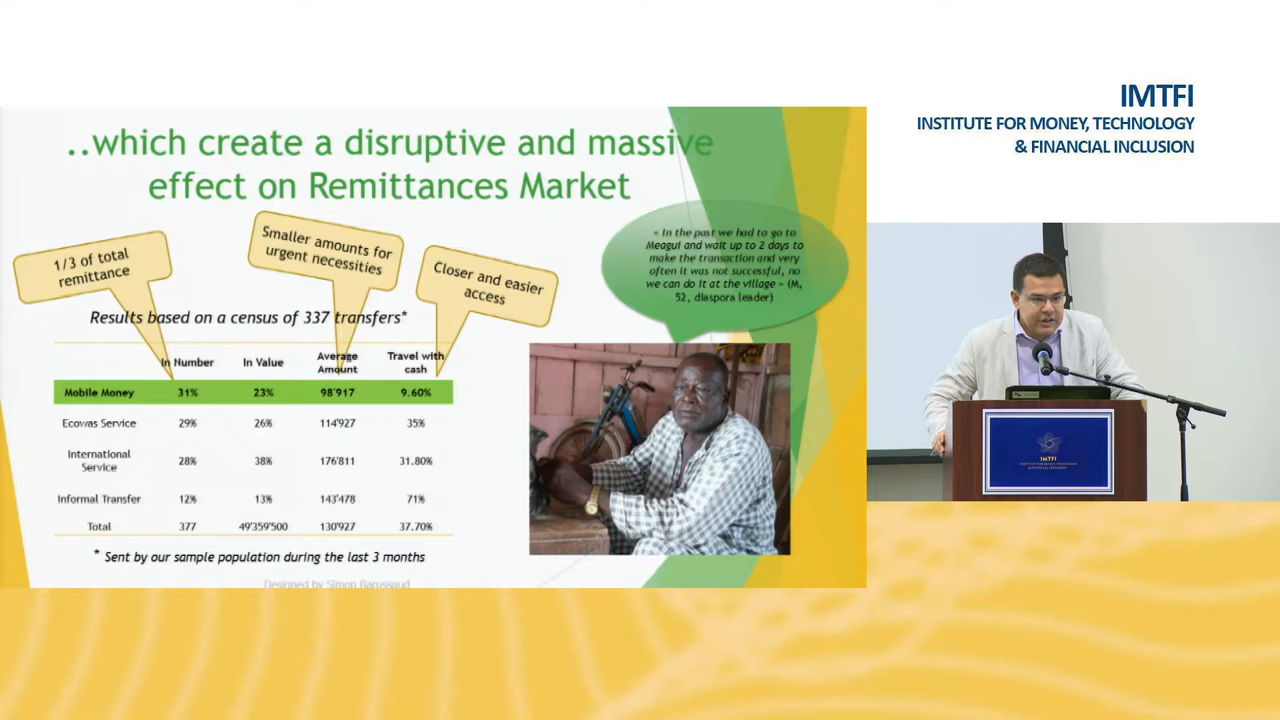 IMTFI
INSTITUTE FOR MONEY, TECHNOLOGY
& FINANCIAL INCLUSION
..which create a disruptive and massive
effect on Remittances Market
1/3 of total
remittance
Smaller amounts for
urgent necessities
Closer and easier
access
« In the past we had to go to
Meagui and wait up to 2 days to
make the transaction and very
often it was not successful, no
we can do it at the village » (M,
52, diaspora leader)
Results based on a census of 337 transfers*
In Number In Value Average Amount Travel with cash
Mobile Money 31% 23% 98'917 9.60%
Ecowas Service 29% 26% 114'927 35%
International Service 28% 38% 176'811 31.80%
Informal Transfer 12% 13% 143'478 71%
Total 377 49'359'500 130'927 37.70%
* Sent by our sample population during the last 3 months
Designed by Simon Barussaud
IMTFI